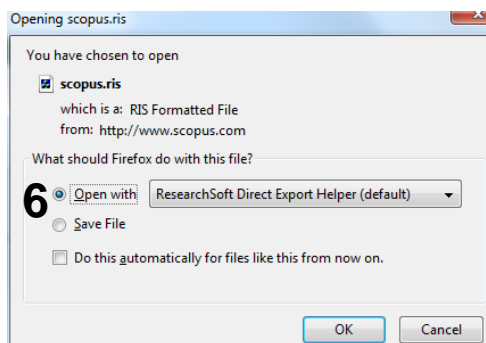 Opening scopus.ris
You have chosen to open
scopus.ris
which is a: RIS Formatted File
from: http://www.scopus.com
What should Firefox do with this file?
6 Open with ResearchSoft Direct Export Helper (default)
Save File
Do this automatically for files like this from now on.
OK Cancel